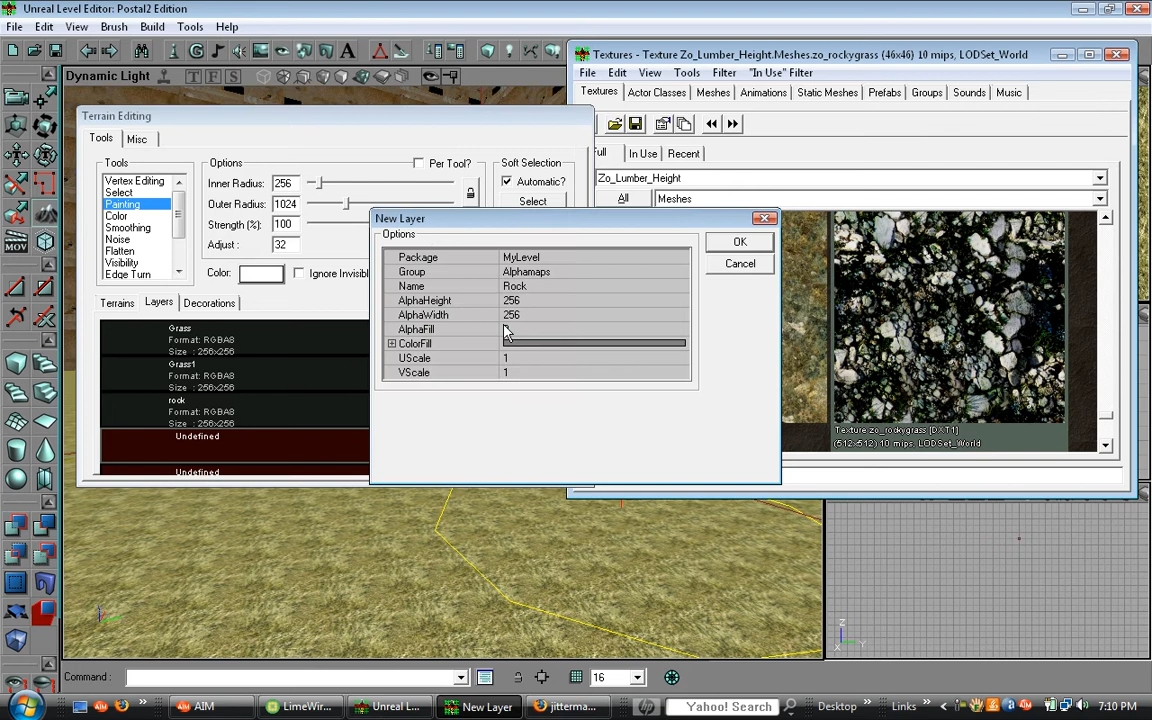 Unreal Level Editor: Postal2 Edition
File Edit View Brush Build Tools Help
Dynamic Light T F S
Textures - Texture Zo_Lumber_Height.Meshes.zo_rockygrass (46x46) 10 mips, LODSet_World
File Edit View Tools Filter "In Use" Filter
Textures Actor Classes Meshes Animations Static Meshes Prefabs Groups Sounds Music
Full In Use Recent
Zo_Lumber_Height
All Meshes
Texture zo_rockygrass [DXT1]
(512x512) 10 mips, LODSet_World
Terrain Editing
Tools Misc
Tools
Vertex Editing
Select
Painting
Color
Smoothing
Noise
Flatten
Visibility
Edge Turn
MOV
Options Per Tool?
Inner Radius: 256
Outer Radius: 1024
Strength (%): 100
Adjust : 32
Color: Ignore Invisibl
Soft Selection
Automatic?
Select
Terrains Layers Decorations
Grass
Format: RGBA8
Size : 256x256
Grass1
Format: RGBA8
Size : 256x256
rock
Format: RGBA8
Size : 256x256
Undefined
Undefined
New Layer
Options
Package MyLevel
Group Alphamaps
Name Rock
AlphaHeight 256
AlphaWidth 256
AlphaFill
ColorFill
UScale 1
VScale 1
OK
Cancel
Z
X Y
Command : 16
AIM LimeWir... Unreal L... New Layer jitterma... Yahoo! Search Desktop Links 7:10 PM